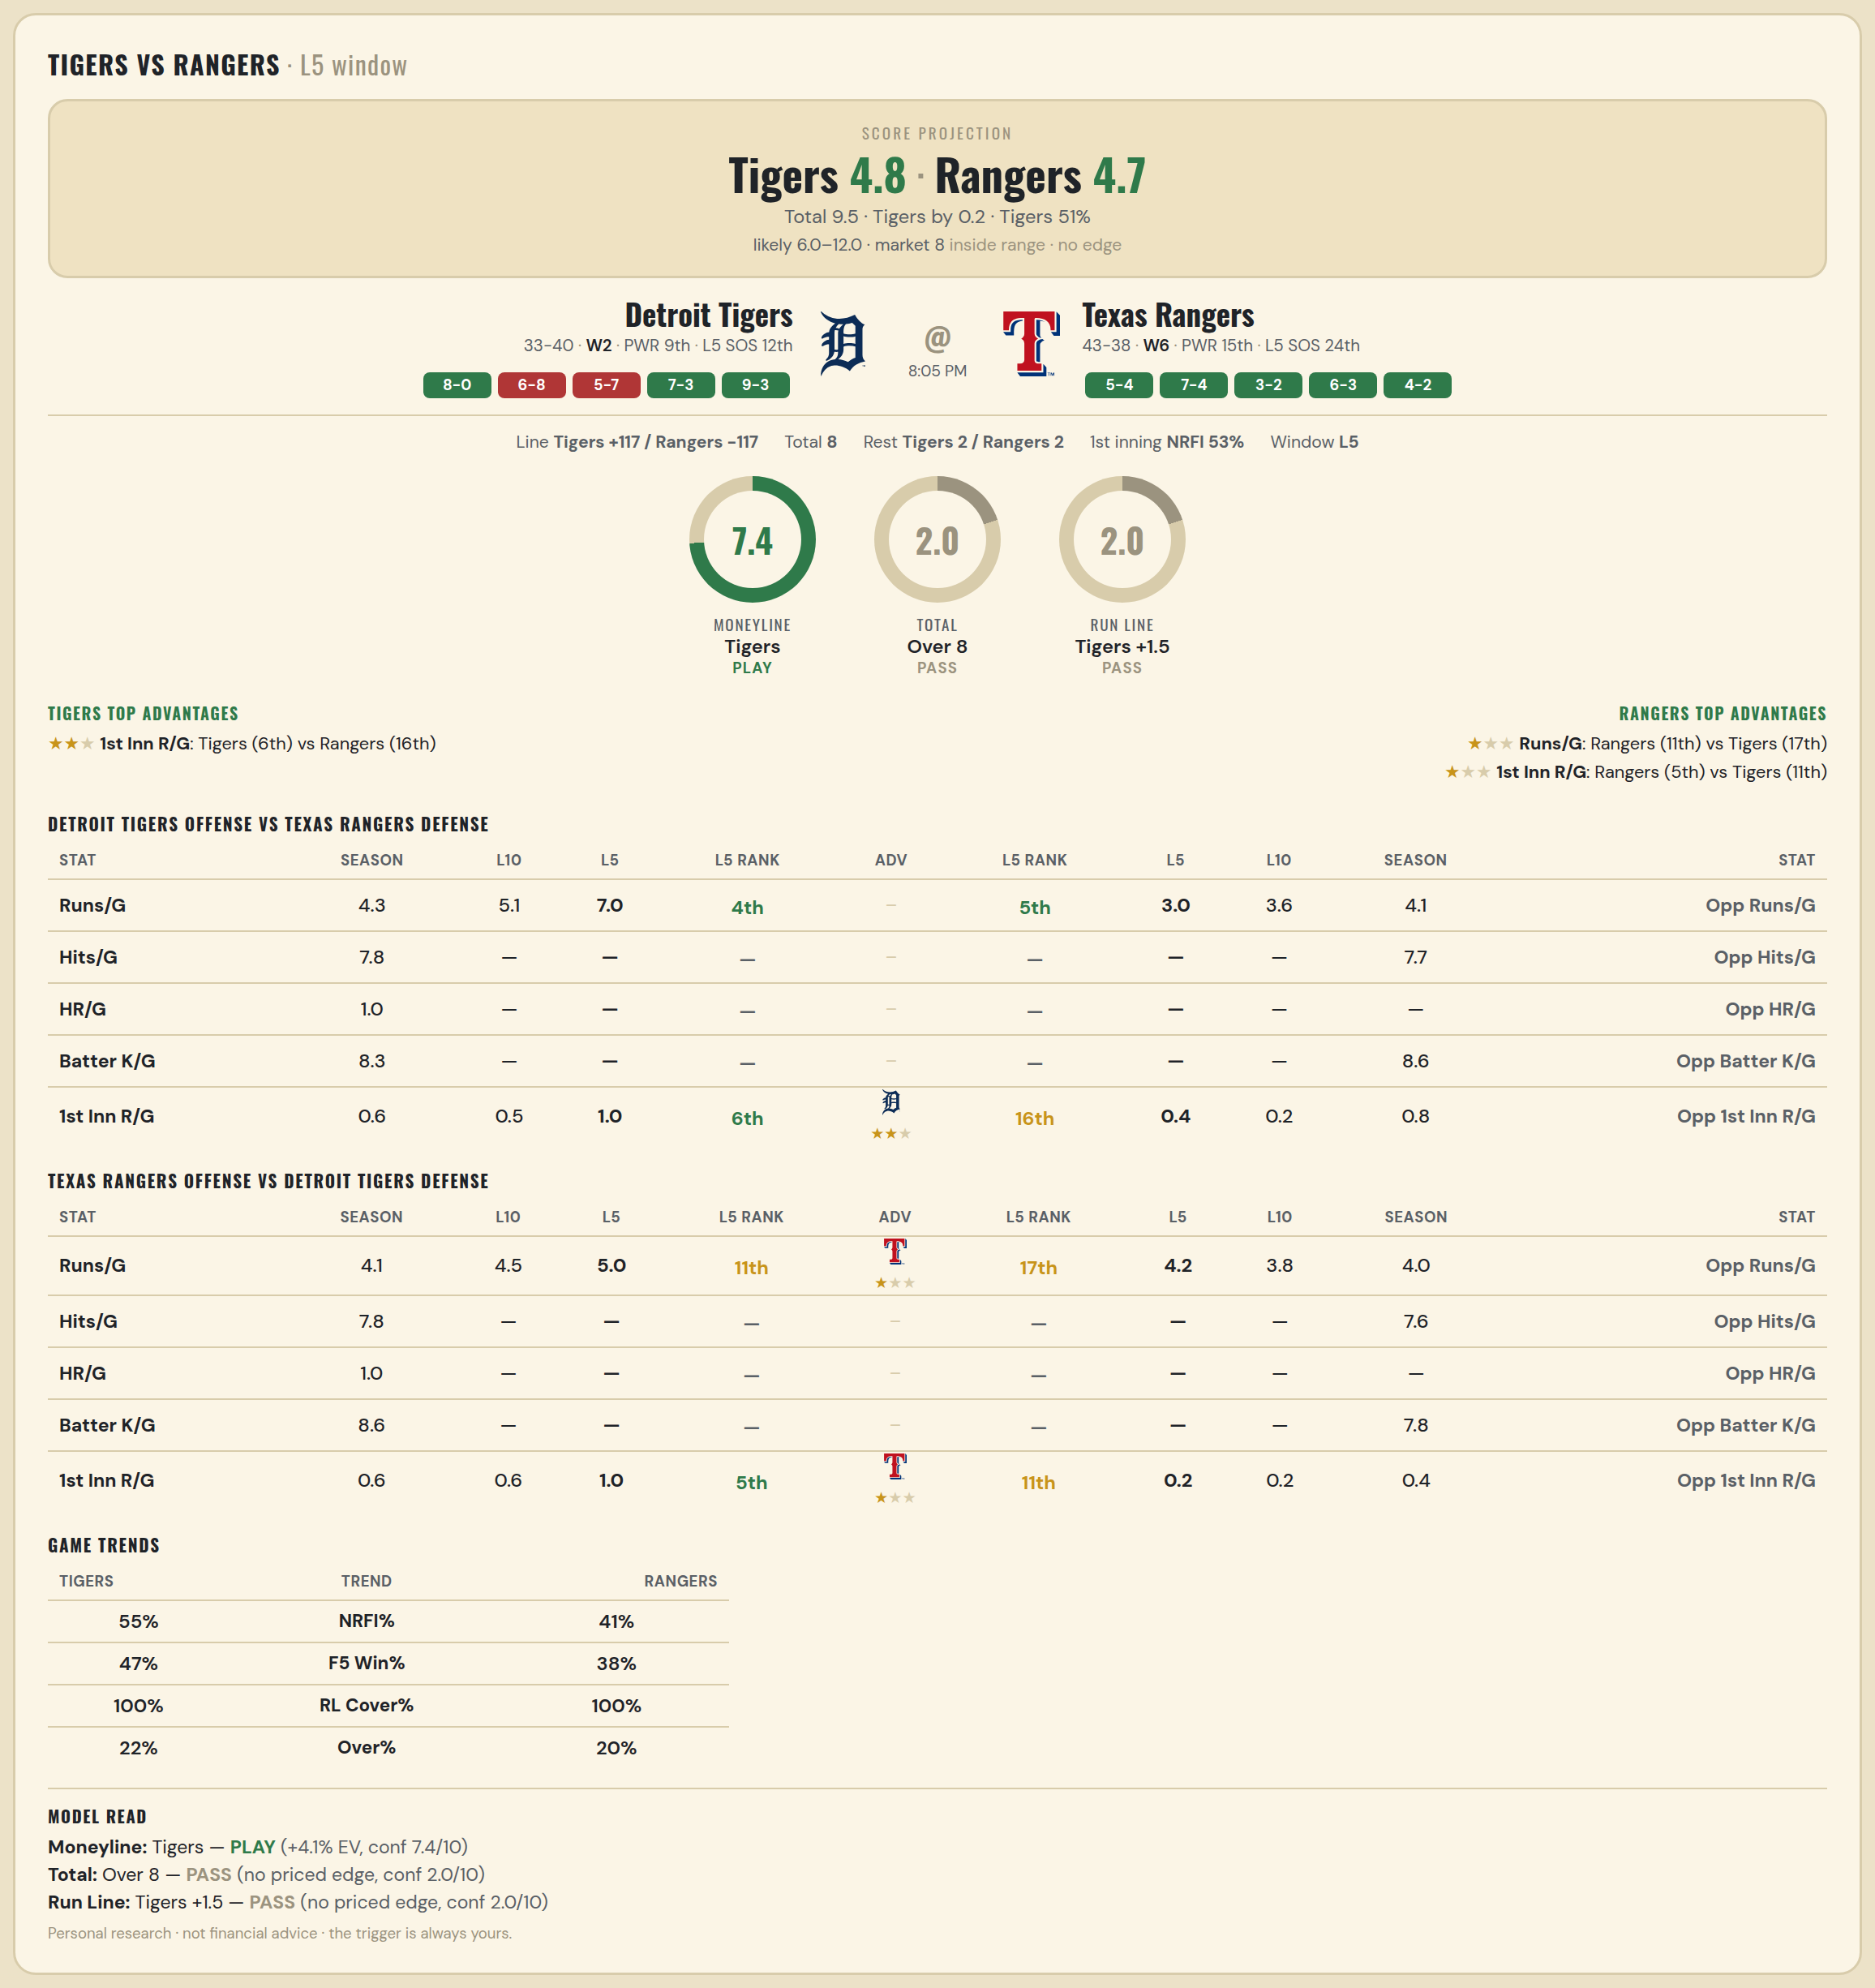 TIGERS VS RANGERS · L5 window
SCORE PROJECTION
Tigers 4.8 · Rangers 4.7
Total 9.5 · Tigers by 0.2 · Tigers 51%
likely 6.0–12.0 · market 8 inside range · no edge
Detroit Tigers
33-40 · W2 · PWR 9th · L5 SOS 12th
8-0 6-8 5-7 7-3 9-3
D
@
8:05 PM
T
TM
Texas Rangers
43-38 · W6 · PWR 15th · L5 SOS 24th
5-4 7-4 3-2 6-3 4-2
Line Tigers +117 / Rangers -117 Total 8 Rest Tigers 2 / Rangers 2 1st inning NRFI 53% Window L5
7.4 2.0 2.0
MONEYLINE TOTAL RUN LINE
Tigers Over 8 Tigers +1.5
PLAY PASS PASS
TIGERS TOP ADVANTAGES
★★★ 1st Inn R/G: Tigers (6th) vs Rangers (16th)
RANGERS TOP ADVANTAGES
★★★ Runs/G: Rangers (11th) vs Tigers (17th)
★★★ 1st Inn R/G: Rangers (5th) vs Tigers (11th)
DETROIT TIGERS OFFENSE VS TEXAS RANGERS DEFENSE
STAT SEASON L10 L5 L5 RANK ADV L5 RANK L5 L10 SEASON STAT
Runs/G 4.3 5.1 7.0 4th – 5th 3.0 3.6 4.1 Opp Runs/G
Hits/G 7.8 — — — – — — — 7.7 Opp Hits/G
HR/G 1.0 — — — – — — — — Opp HR/G
Batter K/G 8.3 — — — – — — — 8.6 Opp Batter K/G
1st Inn R/G 0.6 0.5 1.0 6th D ★★★ 16th 0.4 0.2 0.8 Opp 1st Inn R/G
TEXAS RANGERS OFFENSE VS DETROIT TIGERS DEFENSE
STAT SEASON L10 L5 L5 RANK ADV L5 RANK L5 L10 SEASON STAT
Runs/G 4.1 4.5 5.0 11th T ★★★ 17th 4.2 3.8 4.0 Opp Runs/G
Hits/G 7.8 — — — – — — — 7.6 Opp Hits/G
HR/G 1.0 — — — – — — — — Opp HR/G
Batter K/G 8.6 — — — – — — — 7.8 Opp Batter K/G
1st Inn R/G 0.6 0.6 1.0 5th T ★★★ 11th 0.2 0.2 0.4 Opp 1st Inn R/G
GAME TRENDS
TIGERS TREND RANGERS
55% NRFI% 41%
47% F5 Win% 38%
100% RL Cover% 100%
22% Over% 20%
MODEL READ
Moneyline: Tigers — PLAY (+4.1% EV, conf 7.4/10)
Total: Over 8 — PASS (no priced edge, conf 2.0/10)
Run Line: Tigers +1.5 — PASS (no priced edge, conf 2.0/10)
Personal research · not financial advice · the trigger is always yours.